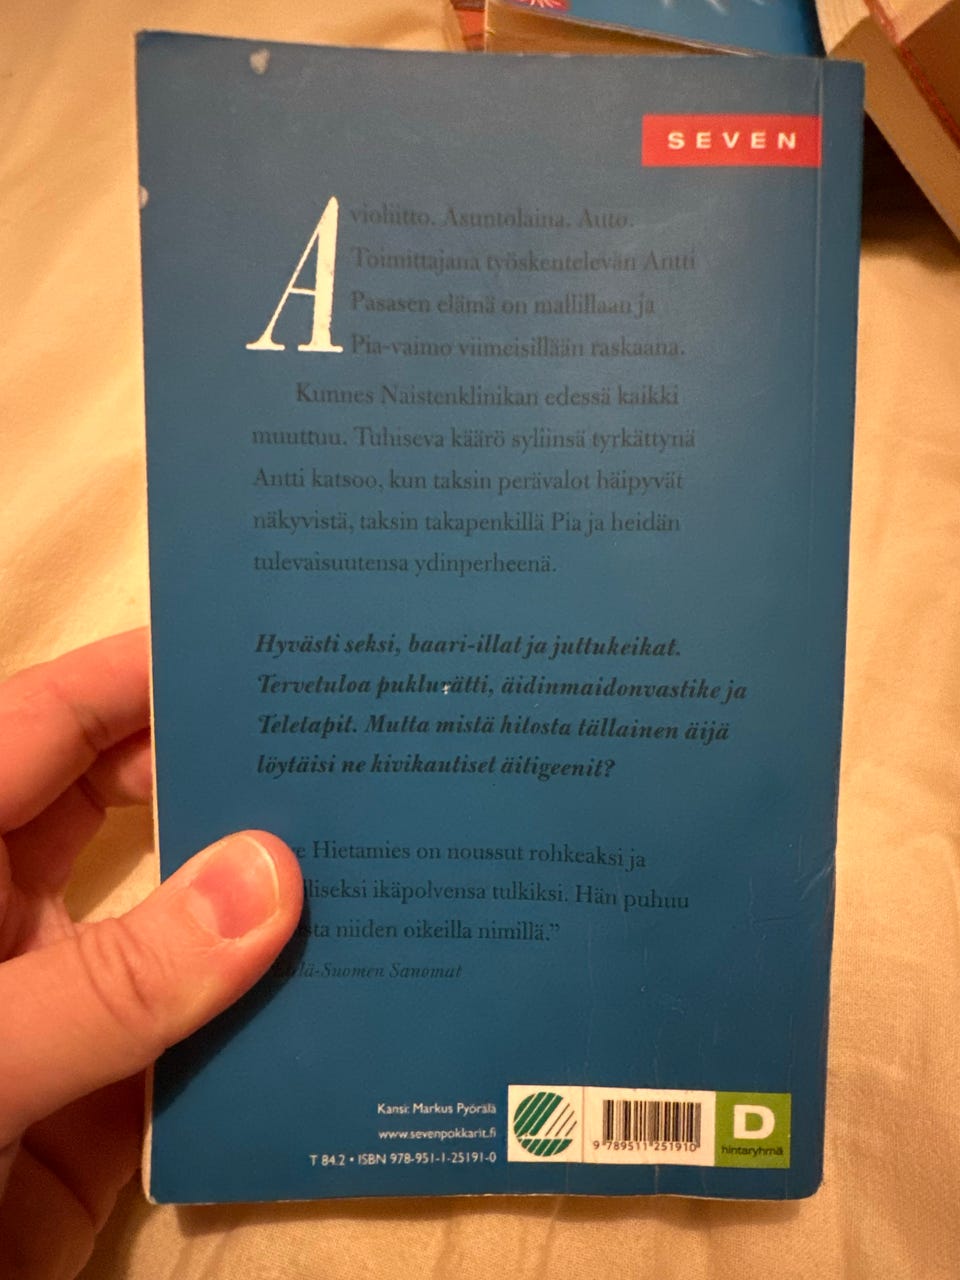 SEVEN
Avioliitto. Asuntolaina. Auto.
Toimittajana työskentelevän Antti
Pasasen elämä on mallillaan ja
Pia-vaimo viimeisillään raskaana.
Kunnes Naistenklinikan edessä kaikki
muuttuu. Tuhiseva käärö syliinsä tyrkättynä
Antti katsoo, kun taksin perävalot häipyvät
näkyvistä, taksin takapenkillä Pia ja heidän
tulevaisuutensa ydinperheenä.
Hyvästi seksi, baari-illat ja juttukeikat.
Tervetuloa puklurätti, äidinmaidonvastike ja
Teletapit. Mutta mistä hitosta tällainen äijä
löytäisi ne kivikautiset äitigeenit?
Hietamies on noussut rohkeaksi ja
ikäpolvensa tulkiksi. Hän puhuu
niiden oikeilla nimillä.”
Etelä-Suomen Sanomat
Kansi: Markus Pyörälä
www.sevenpokkarit.fi
T 84.2 • ISBN 978-951-1-25191-0
9 789511 251910
D
hintaryhmä